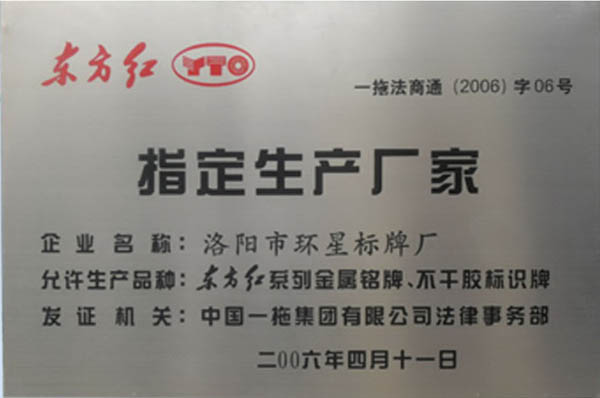 东方红 YTO
一拖法商通（2006）字06号
指定生产厂家
企业名称：洛阳市环星标牌厂
允许生产品种：东方红系列金属铭牌、不干胶标识牌
发证机关：中国一拖集团有限公司法律事务部
二00六年四月十一日